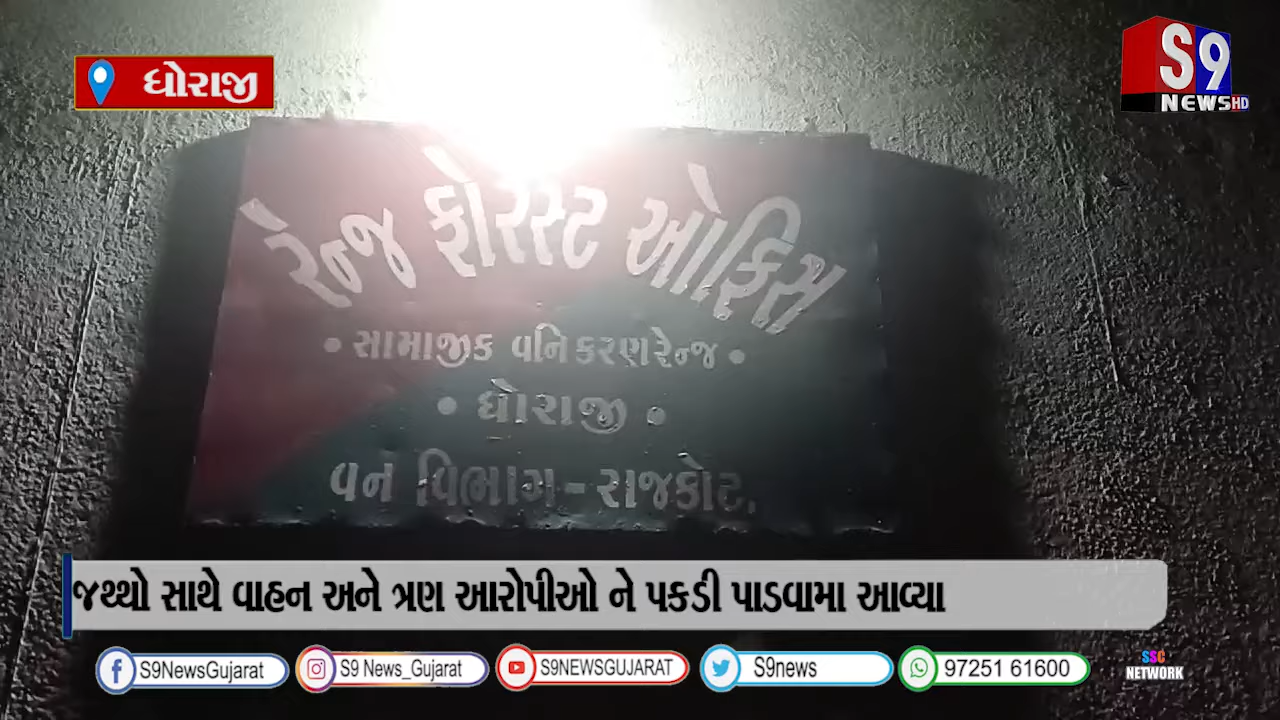 ધોરાજી
S9
NEWS HD
રેન્જ ફોરેસ્ટ ઓફિસ
• સામાજીક વનિકરણ રેન્જ •
• ધોરાજી •
વન વિભાગ - રાજકોટ.
જથ્થો સાથે વાહન અને ત્રણ આરોપીઓ ને પકડી પાડવામા આવ્યા
S9NewsGujarat
S9 News_Gujarat
S9NEWSGUJARAT
S9news
97251 61600
SSC
NETWORK